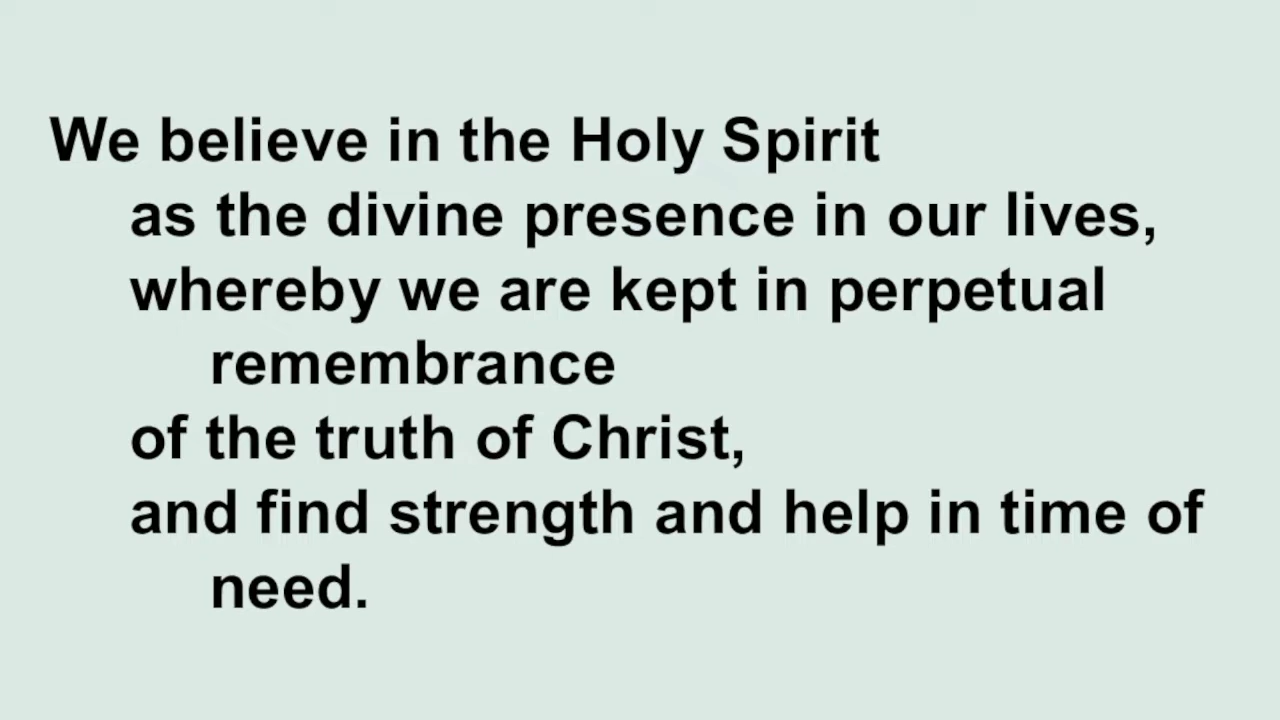 We believe in the Holy Spirit
as the divine presence in our lives,
whereby we are kept in perpetual
remembrance
of the truth of Christ,
and find strength and help in time of
need.